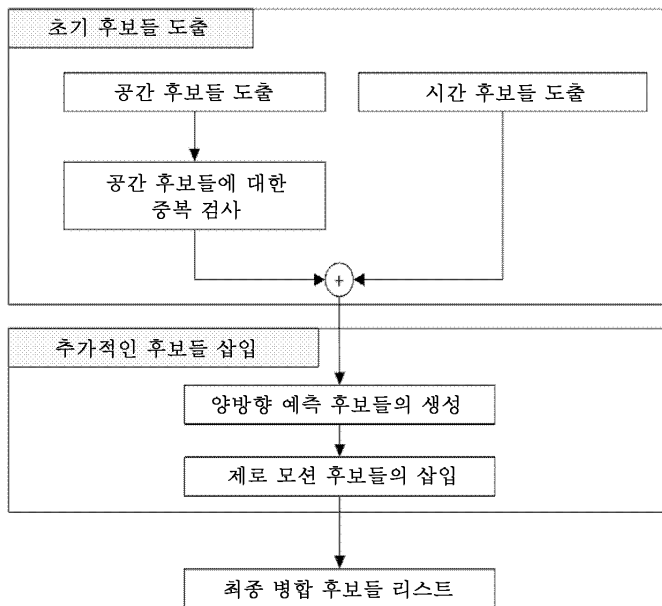 초기 후보들 도출
공간 후보들 도출
시간 후보들 도출
공간 후보들에 대한
중복 검사
+
추가적인 후보들 삽입
양방향 예측 후보들의 생성
제로 모션 후보들의 삽입
최종 병합 후보들 리스트